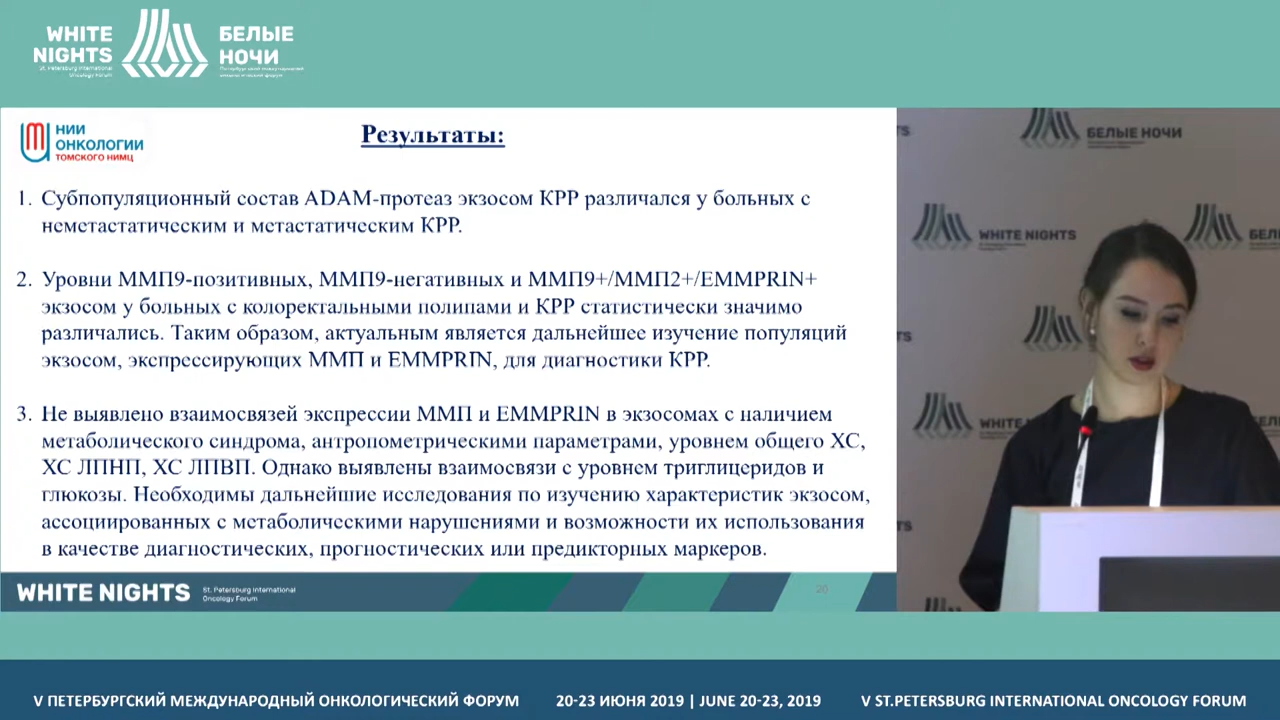 WHITE
NIGHTS
St. Petersburg International
Oncology Forum
БЕЛЫЕ
НОЧИ
Петербургский международный
онкологический форум
НИИ
ОНКОЛОГИИ
ТОМСКОГО НИМЦ
Результаты:
1. Субпопуляционный состав ADAM-протеаз экзосом КРР различался у больных с
неметастатическим и метастатическим КРР.
2. Уровни ММП9-позитивных, ММП9-негативных и ММП9+/ММП2+/EMMPRIN+
экзосом у больных с колоректальными полипами и КРР статистически значимо
различались. Таким образом, актуальным является дальнейшее изучение популяций
экзосом, экспрессирующих ММП и EMMPRIN, для диагностики КРР.
3. Не выявлено взаимосвязей экспрессии ММП и EMMPRIN в экзосомах с наличием
метаболического синдрома, антропометрическими параметрами, уровнем общего ХС,
ХС ЛПНП, ХС ЛПВП. Однако выявлены взаимосвязи с уровнем триглицеридов и
глюкозы. Необходимы дальнейшие исследования по изучению характеристик экзосом,
ассоциированных с метаболическими нарушениями и возможности их использования
в качестве диагностических, прогностических или предикторных маркеров.
WHITE NIGHTS
St. Petersburg International
Oncology Forum
20
БЕЛЫЕ НОЧИ
WHITE NIGHTS
V ПЕТЕРБУРГСКИЙ МЕЖДУНАРОДНЫЙ ОНКОЛОГИЧЕСКИЙ ФОРУМ
20-23 ИЮНЯ 2019 | JUNE 20-23, 2019
V ST.PETERSBURG INTERNATIONAL ONCOLOGY FORUM